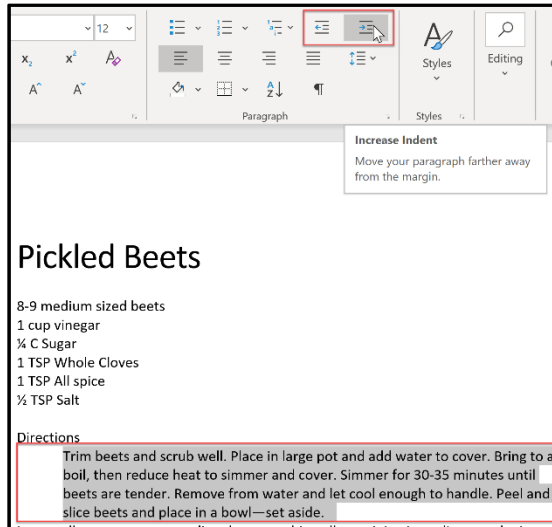 12
Styles
Editing
x₂ x² A
A^ A˅
A
Z
Paragraph
Styles
Increase Indent
Move your paragraph farther away
from the margin.
Pickled Beets
8-9 medium sized beets
1 cup vinegar
¼ C Sugar
1 TSP Whole Cloves
1 TSP All spice
½ TSP Salt
Directions
Trim beets and scrub well. Place in large pot and add water to cover. Bring to a
boil, then reduce heat to simmer and cover. Simmer for 30-35 minutes until
beets are tender. Remove from water and let cool enough to handle. Peel and
slice beets and place in a bowl—set aside.